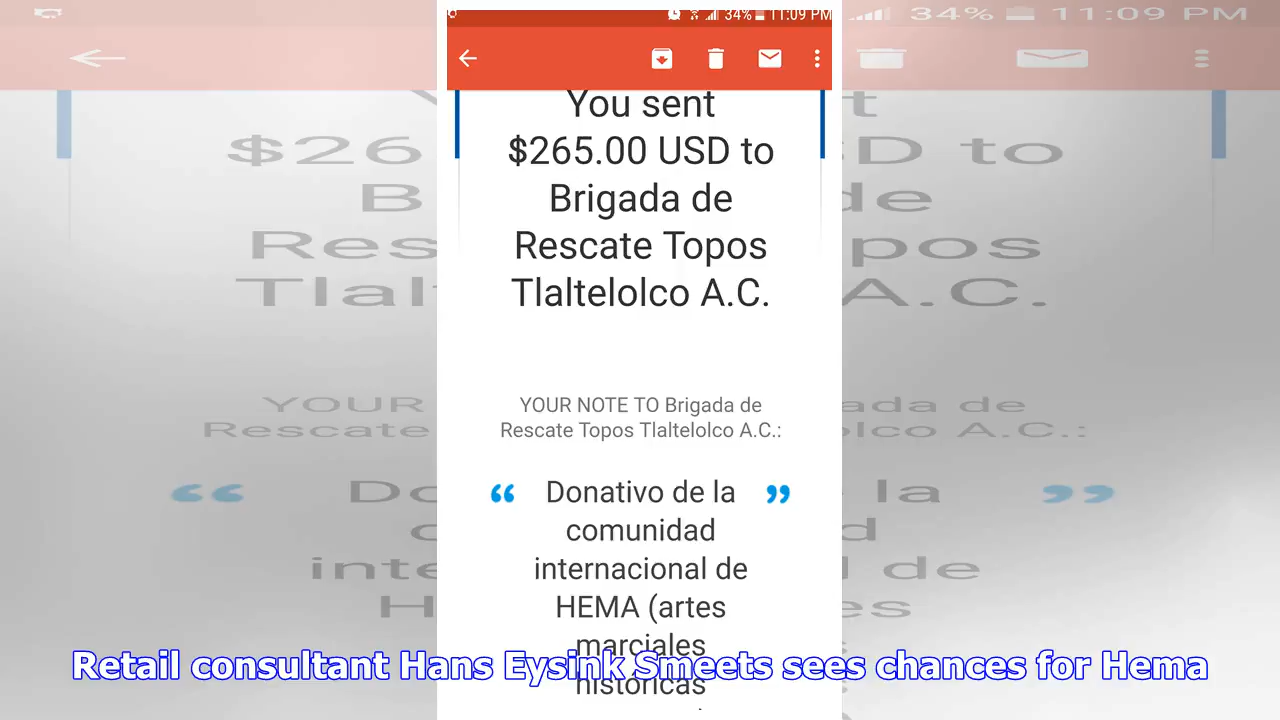 34% 11:09 PM
You sent
$265.00 USD to
Brigada de
Rescate Topos
Tlaltelolco A.C.
YOUR NOTE TO Brigada de
Rescate Topos Tlaltelolco A.C.:
“ Donativo de la ”
comunidad
internacional de
HEMA (artes
marciales
históricas
Retail consultant Hans Eysink Smeets sees chances for Hema